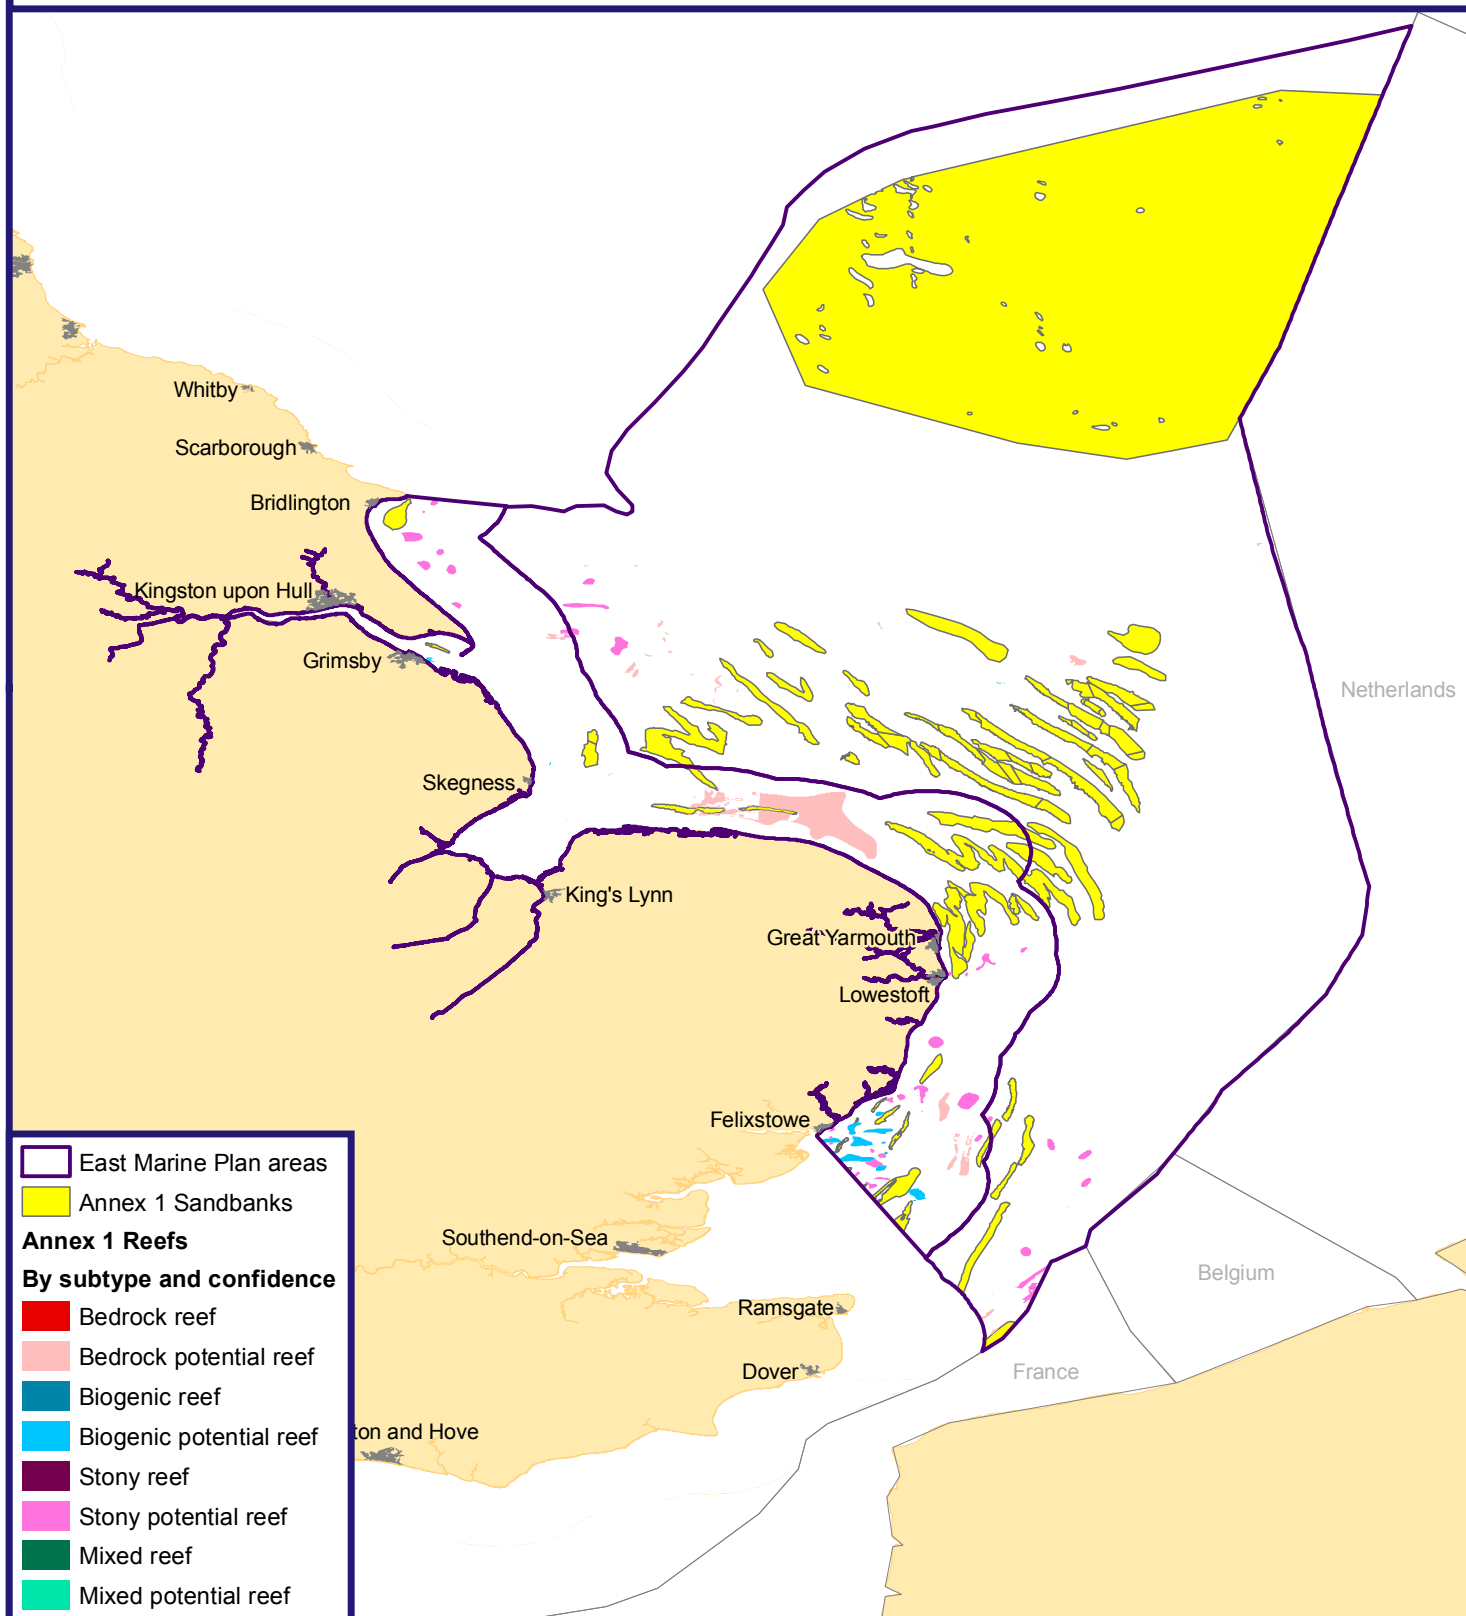 Whitby
Scarborough
Bridlington
Kingston upon Hull
Grimsby
Netherlands
Skegness
King's Lynn
Great Yarmouth
Lowestoft
Felixstowe
East Marine Plan areas
Annex 1 Sandbanks
Annex 1 Reefs
By subtype and confidence
Bedrock reef
Bedrock potential reef
Biogenic reef
Biogenic potential reef
Stony reef
Stony potential reef
Mixed reef
Mixed potential reef
Southend-on-Sea
Belgium
Ramsgate
Dover
France
ton and Hove